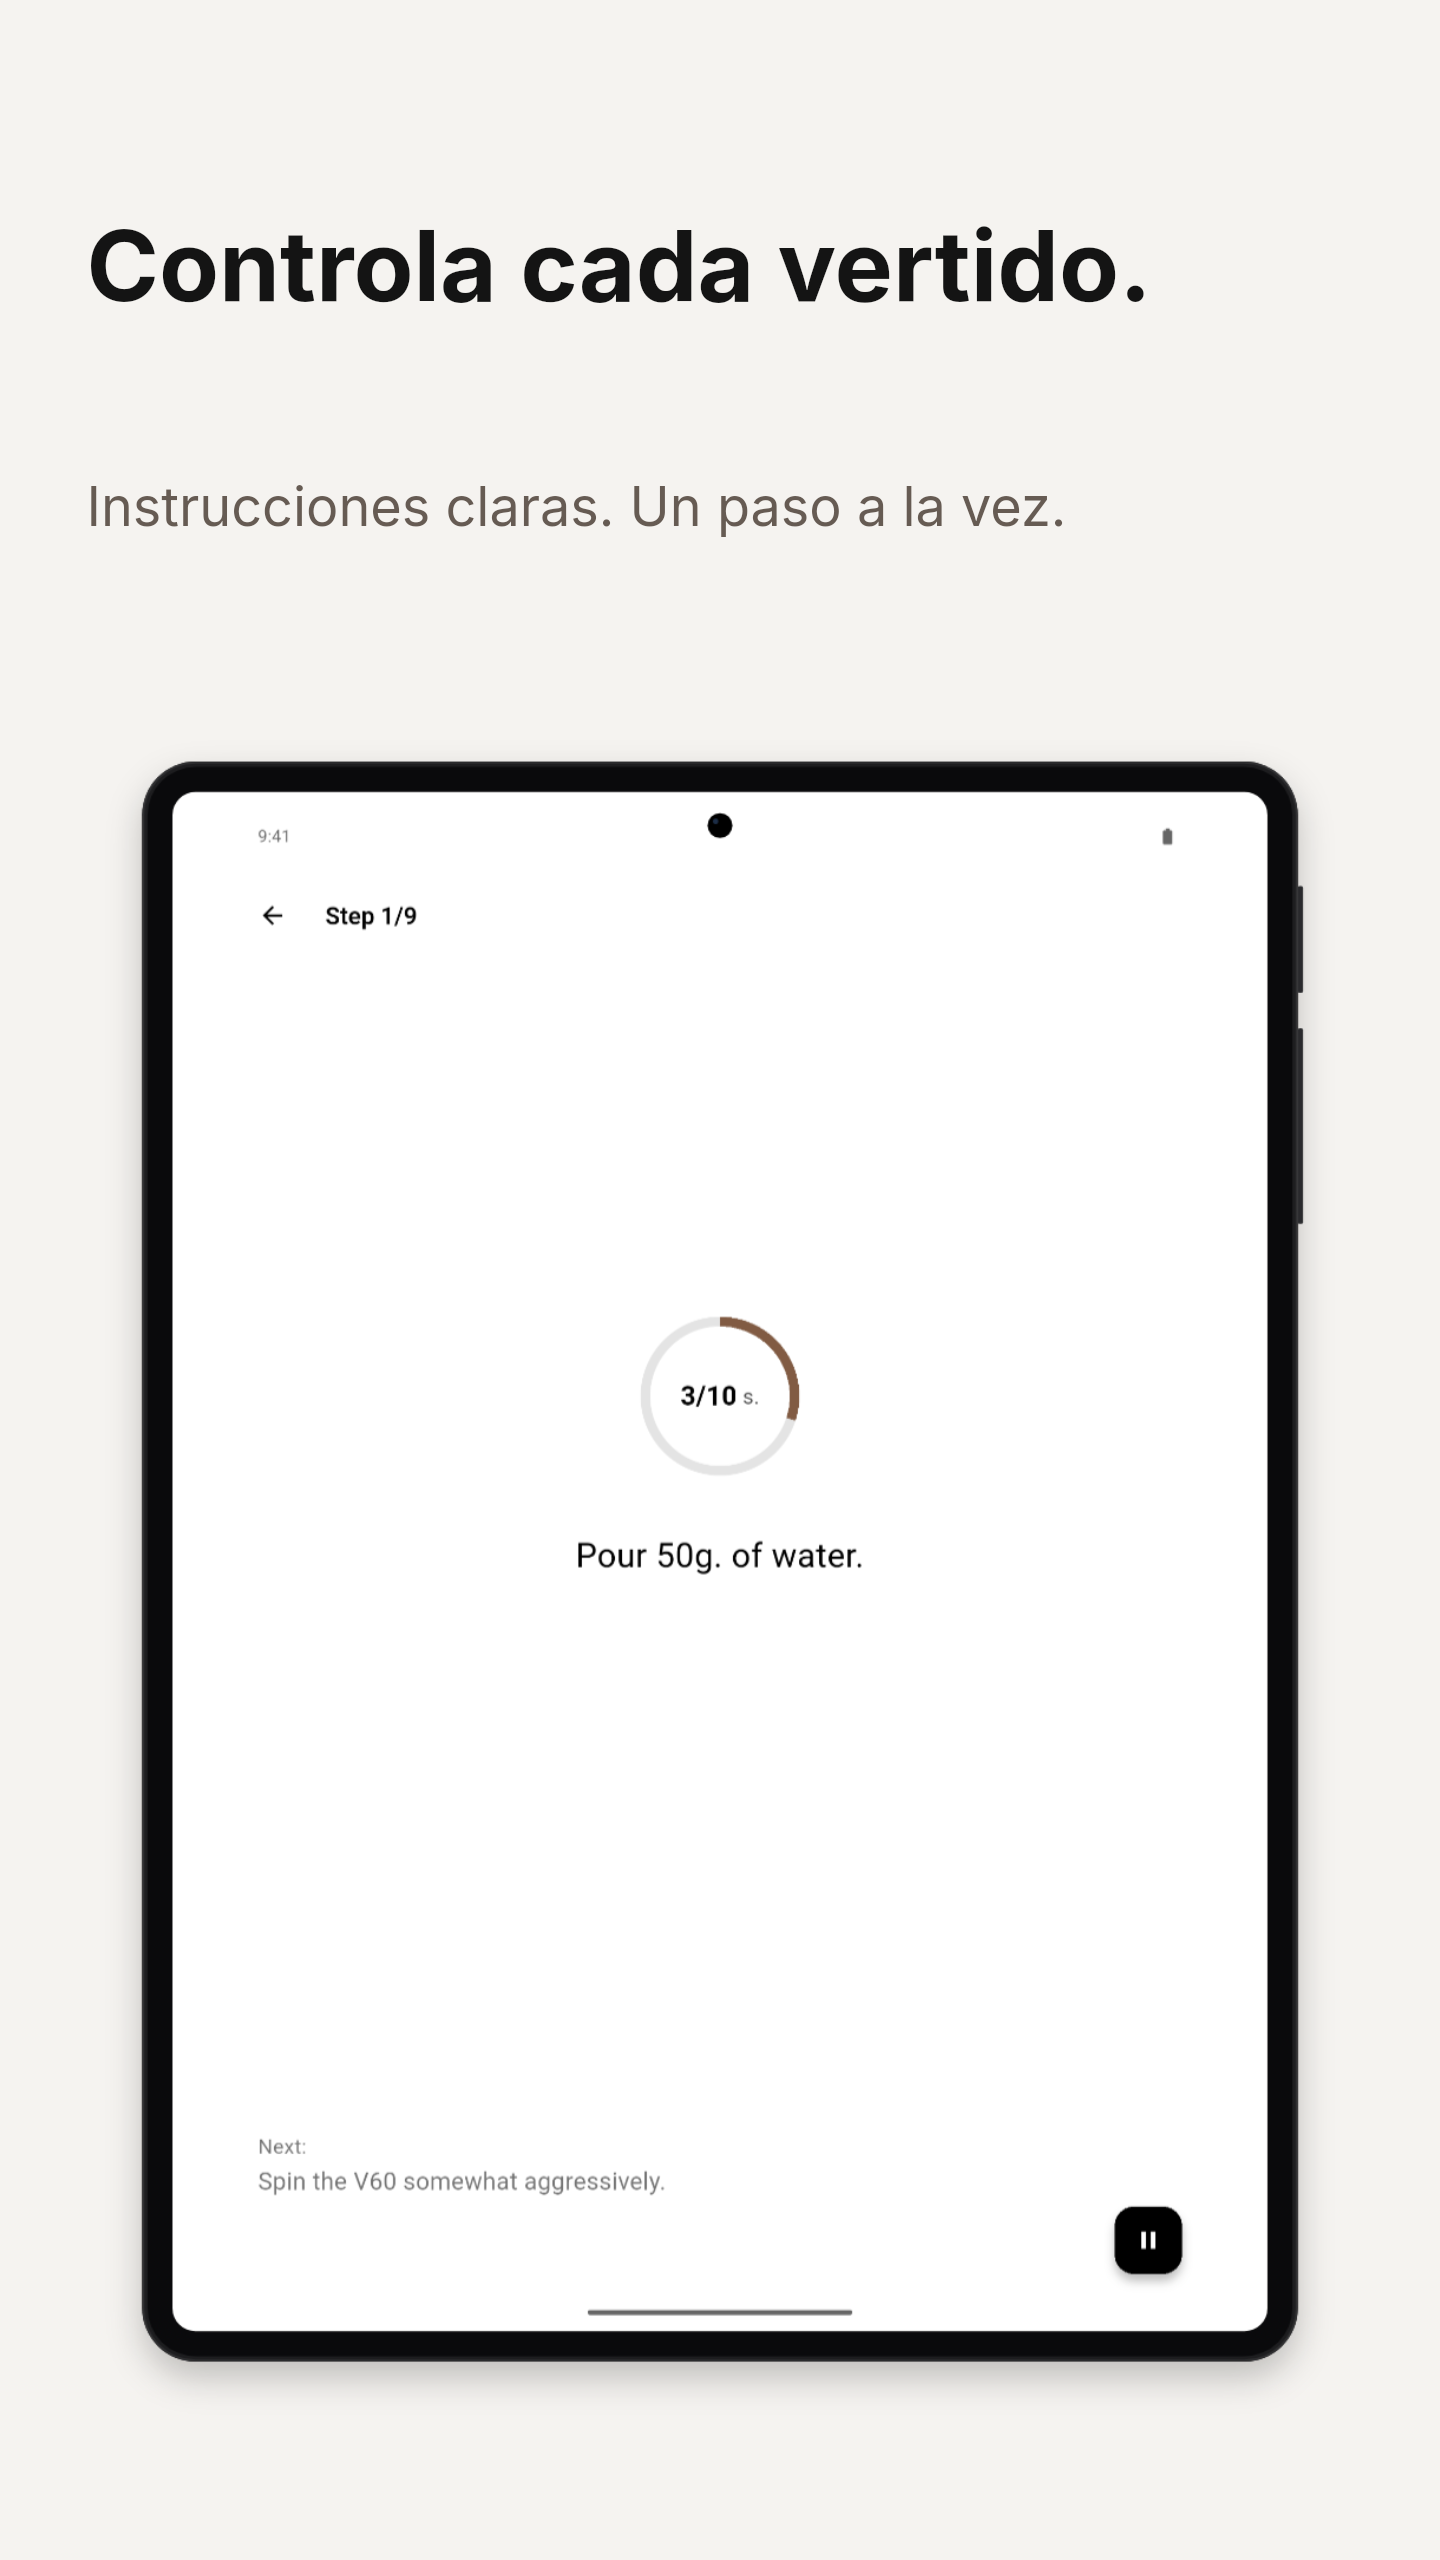 Controla cada vertido.
Instrucciones claras. Un paso a la vez.
9:41
Step 1/9
3/10 s.
Pour 50g. of water.
Next:
Spin the V60 somewhat aggressively.